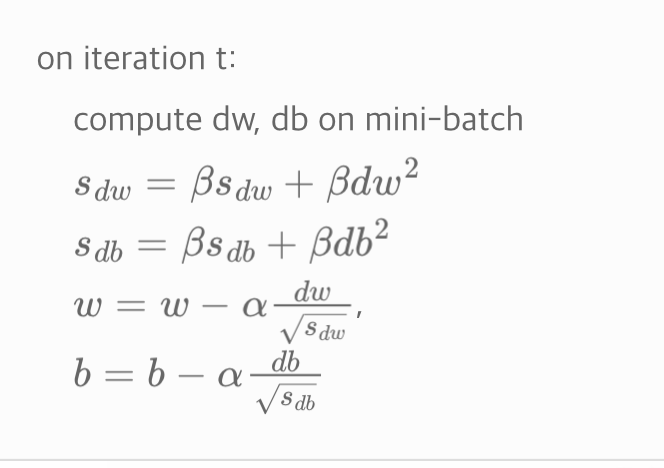 on iteration t:
compute dw, db on mini-batch
$s_{dw} = \beta s_{dw} + \beta dw^2$
$s_{db} = \beta s_{db} + \beta db^2$
$w = w - \alpha \frac{dw}{\sqrt{s_{dw}}},$
$b = b - \alpha \frac{db}{\sqrt{s_{db}}}$